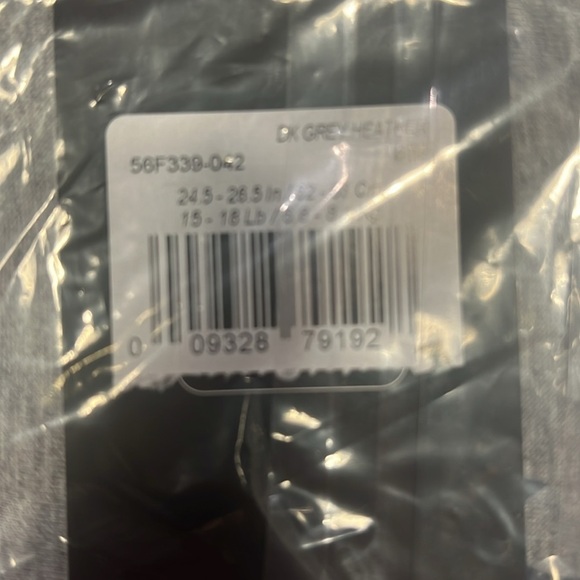 DK GREY HEATHER
56F339-042
24.5 - 26.5 In /
15 - 18 Lb /
0 09328 79192